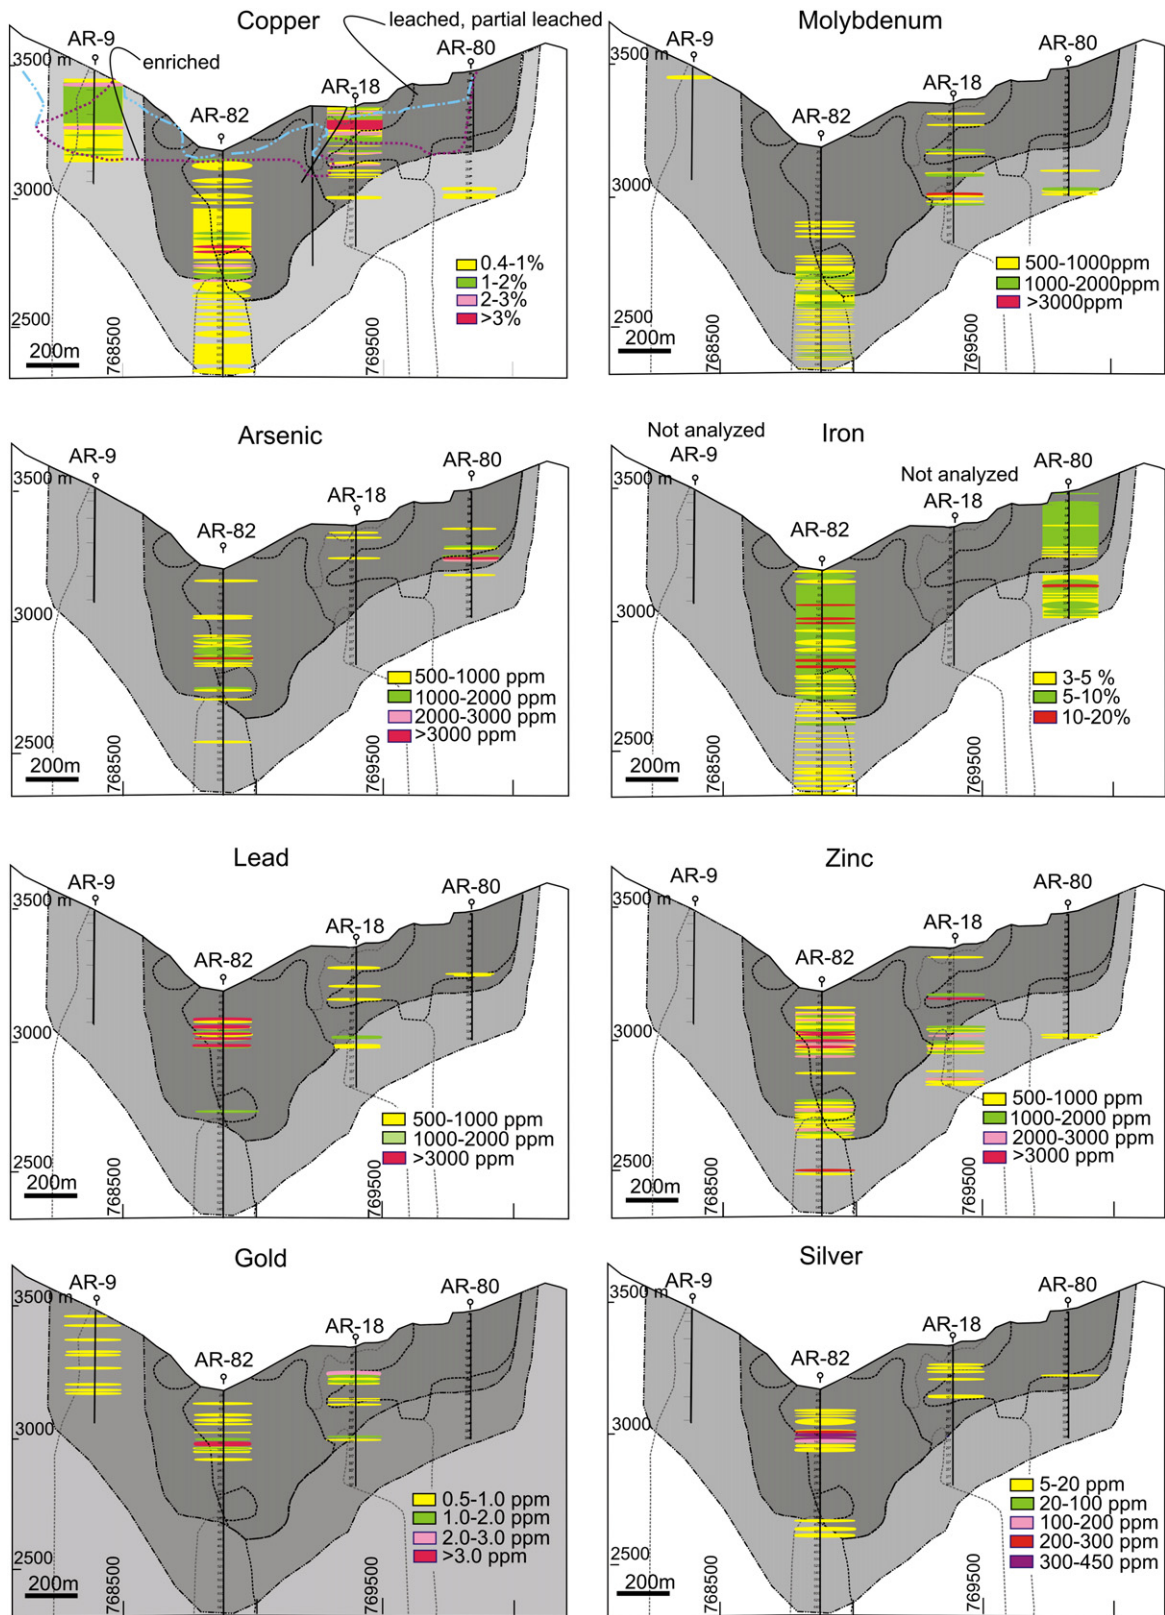 Copper
leached, partial leached
AR-9
3500 m
enriched
AR-80
AR-18
AR-82
3000
0.4-1%
1-2%
2-3%
>3%
2500
200m
768500
769500
Molybdenum
AR-9
3500 m
AR-80
AR-18
AR-82
3000
500-1000ppm
1000-2000ppm
>3000ppm
2500
200m
768500
769500
Arsenic
AR-9
3500 m
AR-80
AR-18
AR-82
3000
500-1000 ppm
1000-2000 ppm
2000-3000 ppm
>3000 ppm
2500
200m
768500
769500
Iron
Not analyzed
AR-9
3500 m
Not analyzed
AR-80
AR-18
AR-82
3000
3-5 %
5-10%
10-20%
2500
200m
768500
769500
Lead
AR-9
3500 m
AR-80
AR-18
AR-82
3000
500-1000 ppm
1000-2000 ppm
>3000 ppm
2500
200m
768500
769500
Zinc
AR-9
3500 m
AR-80
AR-18
AR-82
3000
500-1000 ppm
1000-2000 ppm
2000-3000 ppm
>3000 ppm
2500
200m
768500
769500
Gold
AR-9
3500 m
AR-80
AR-18
AR-82
3000
0.5-1.0 ppm
1.0-2.0 ppm
2.0-3.0 ppm
>3.0 ppm
2500
200m
768500
769500
Silver
AR-9
3500 m
AR-80
AR-18
AR-82
3000
5-20 ppm
20-100 ppm
100-200 ppm
200-300 ppm
300-450 ppm
2500
200m
768500
769500